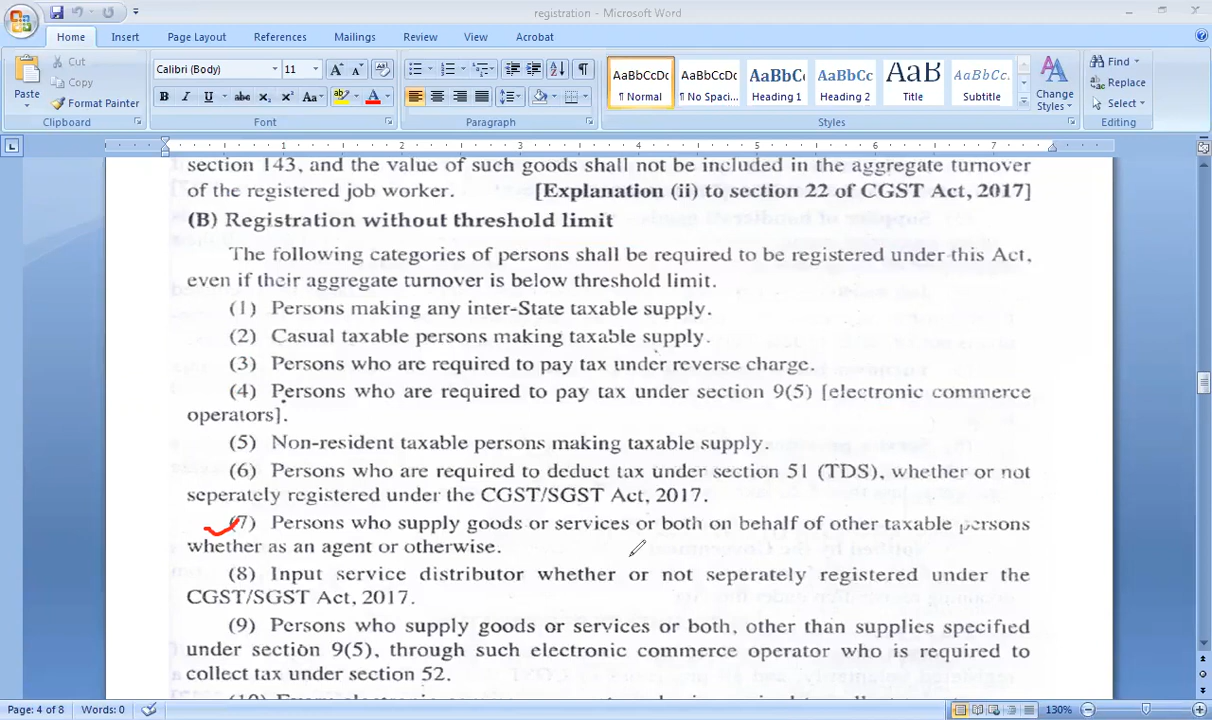 registration - Microsoft Word
Home Insert Page Layout References Mailings Review View Acrobat
Paste
Cut
Copy
Format Painter
Clipboard
Calibri (Body) 11
Font
Paragraph
AaBbCcDc AaBbCcDc AaBbC AaBbCc AaB AaBbCcDc
¶ Normal ¶ No Spaci... Heading 1 Heading 2 Title Subtitle
Change Styles
Styles
Find
Replace
Select
Editing
1 2 3 4 5 6 7
section 143, and the value of such goods shall not be included in the aggregate turnover
of the registered job worker. [Explanation (ii) to section 22 of CGST Act, 2017]
(B) Registration without threshold limit
The following categories of persons shall be required to be registered under this Act,
even if their aggregate turnover is below threshold limit.
(1) Persons making any inter-State taxable supply.
(2) Casual taxable persons making taxable supply.
(3) Persons who are required to pay tax under reverse charge.
(4) Persons who are required to pay tax under section 9(5) [electronic commerce
operators].
(5) Non-resident taxable persons making taxable supply.
(6) Persons who are required to deduct tax under section 51 (TDS), whether or not
seperately registered under the CGST/SGST Act, 2017.
(7) Persons who supply goods or services or both on behalf of other taxable persons
whether as an agent or otherwise.
(8) Input service distributor whether or not seperately registered under the
CGST/SGST Act, 2017.
(9) Persons who supply goods or services or both, other than supplies specified
under section 9(5), through such electronic commerce operator who is required to
collect tax under section 52.
Page: 4 of 8 Words: 0 130%